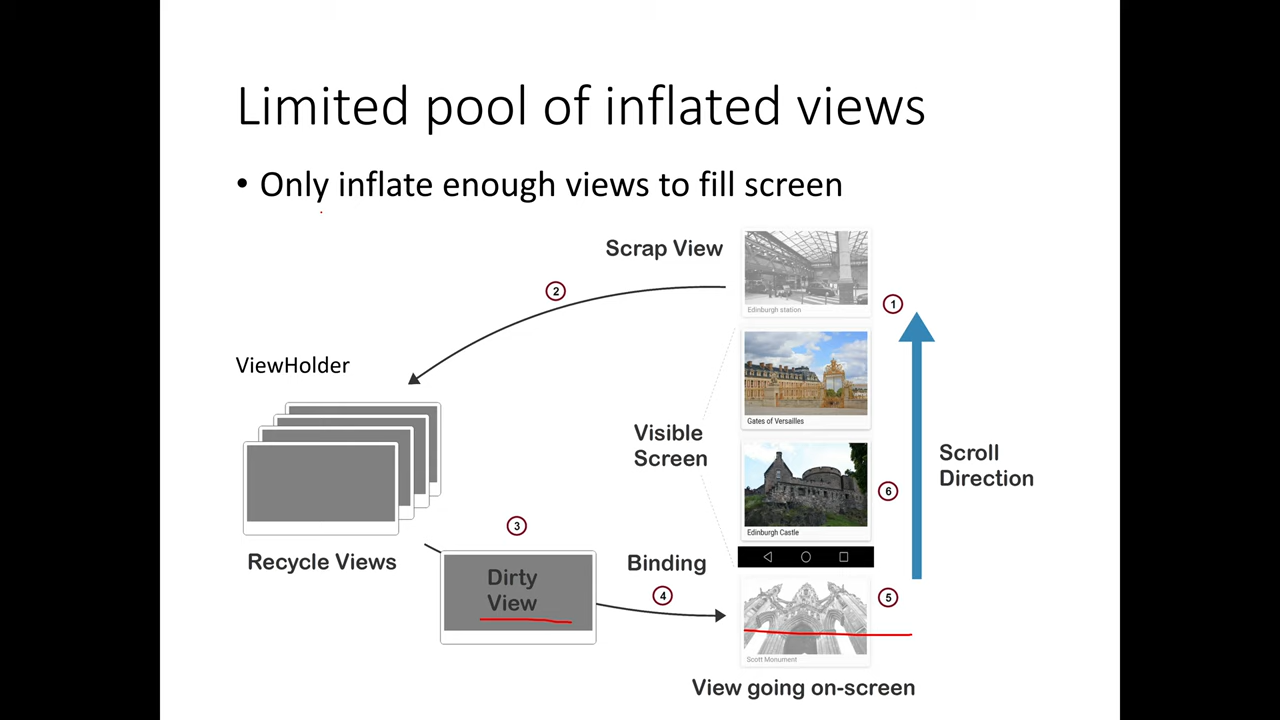 Limited pool of inflated views
• Only inflate enough views to fill screen
Scrap View
2
Edinburgh station
1
ViewHolder
Gates of Versailles
Visible
Screen
Scroll
Direction
6
Edinburgh Castle
3
Recycle Views
Dirty
View
Binding
4
5
Scott Monument
View going on-screen